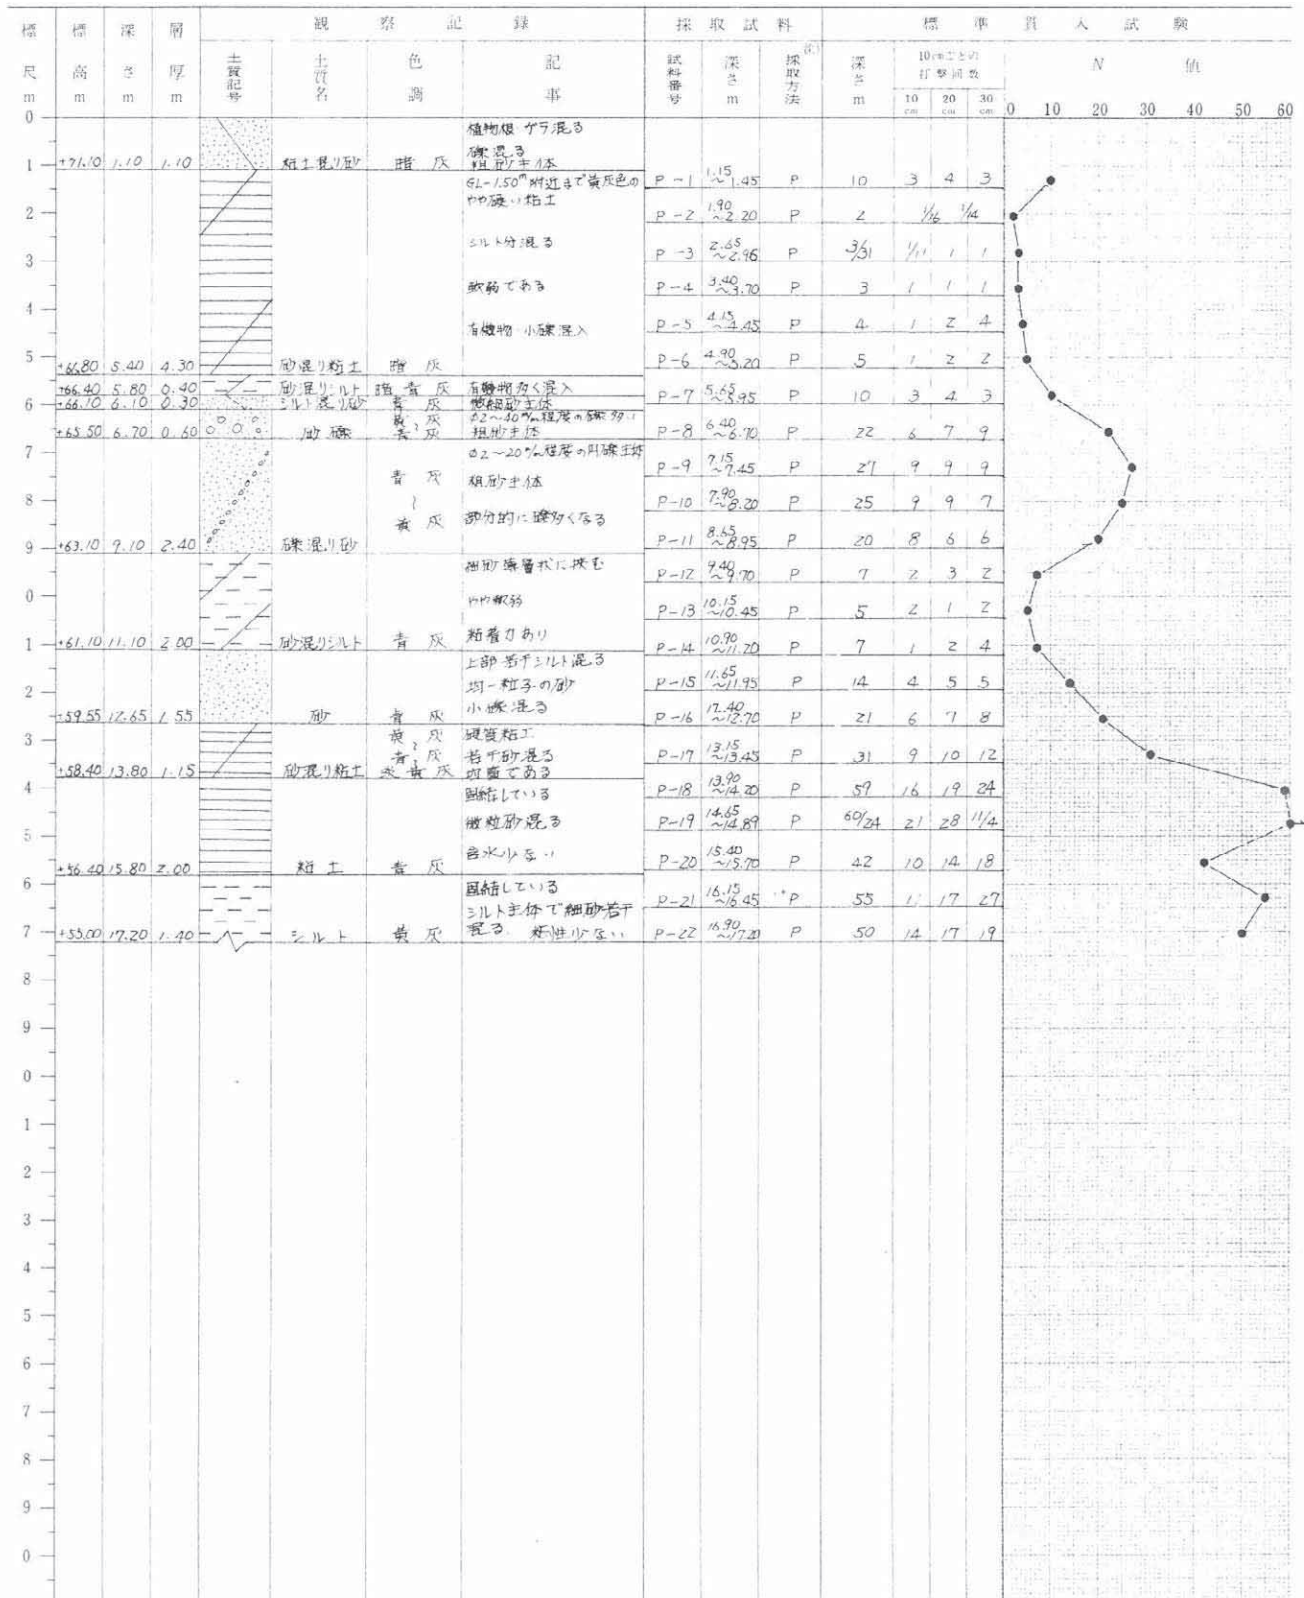 観察記録 採取試料 標準貫入試験
標尺 m 標高 m 深さ m 層厚 m 土質記号 土質名 色調 記事 試料番号 深さ m 採取方法 深さ m 10cmごとの打撃回数 N 値
10 cm 20 cm 30 cm 0 10 20 30 40 50 60
0
植物根 ガラ混る
礫混る
+71.10 1.10 1.10 粘土混り砂 暗灰 粗砂主体
1
GL-1.50m附近まで黄灰色の P-1 1.15~1.45 P 10 3 4 3
やや硬い粘土
2 P-2 1.90~2.20 P 2 1/16 1/14
シルト分混る
3 P-3 2.65~2.96 P 3/31 1/11 1 1
軟弱である P-4 3.40~3.70 P 3 1 1 1
4
有機物・小礫混入 P-5 4.15~4.45 P 4 1 2 4
5 P-6 4.90~5.20 P 5 1 2 2
+66.80 5.40 4.30 砂混り粘土 暗灰
+66.40 5.80 0.40 砂混りシルト 暗青灰 有機物多く混入 P-7 5.65~5.95 P 10 3 4 3
6 +66.10 6.10 0.30 シルト混り砂 青灰 微細砂主体
黄灰~青灰 φ2~40m/m程度の礫多い
+65.50 6.70 0.60 砂礫 粗砂主体 P-8 6.40~6.70 P 22 6 7 9
7 φ2~20m/m程度の円礫主体
青灰~黄灰 粗砂主体 P-9 7.15~7.45 P 27 9 9 9
8 P-10 7.90~8.20 P 25 9 9 7
部分的に礫多くなる
9 +63.10 9.10 2.40 礫混り砂 P-11 8.65~8.95 P 20 8 6 6
細砂薄層状に挟む P-12 9.40~9.70 P 7 2 3 2
0 やや軟弱 P-13 10.15~10.45 P 5 2 1 2
1 +61.10 11.10 2.00 砂混りシルト 青灰 粘着力あり P-14 10.90~11.20 P 7 1 2 4
上部若干シルト混る
2 均一粒子の砂 P-15 11.65~11.95 P 14 4 5 5
+59.55 12.65 1.55 砂 青灰 小礫混る P-16 12.40~12.70 P 21 6 7 8
3 黄灰 硬質粘土
青灰 若干砂混る P-17 13.15~13.45 P 31 9 10 12
+58.40 13.80 1.15 砂混り粘土 黄灰 均質である
4 固結している P-18 13.90~14.20 P 59 16 19 24
微粒砂混る P-19 14.65~14.89 P 60/24 21 28 11/4
5
+56.40 15.80 2.00 粘土 青灰 含水少ない P-20 15.40~15.70 P 42 10 14 18
6 固結している P-21 16.15~16.45 P 55 11 17 27
シルト主体で細砂若干
7 +55.00 17.20 1.40 シルト 黄灰 混る. 粘性少ない P-22 16.90~17.20 P 50 14 17 19
8
9
0
1
2
3
4
5
6
7
8
9
0